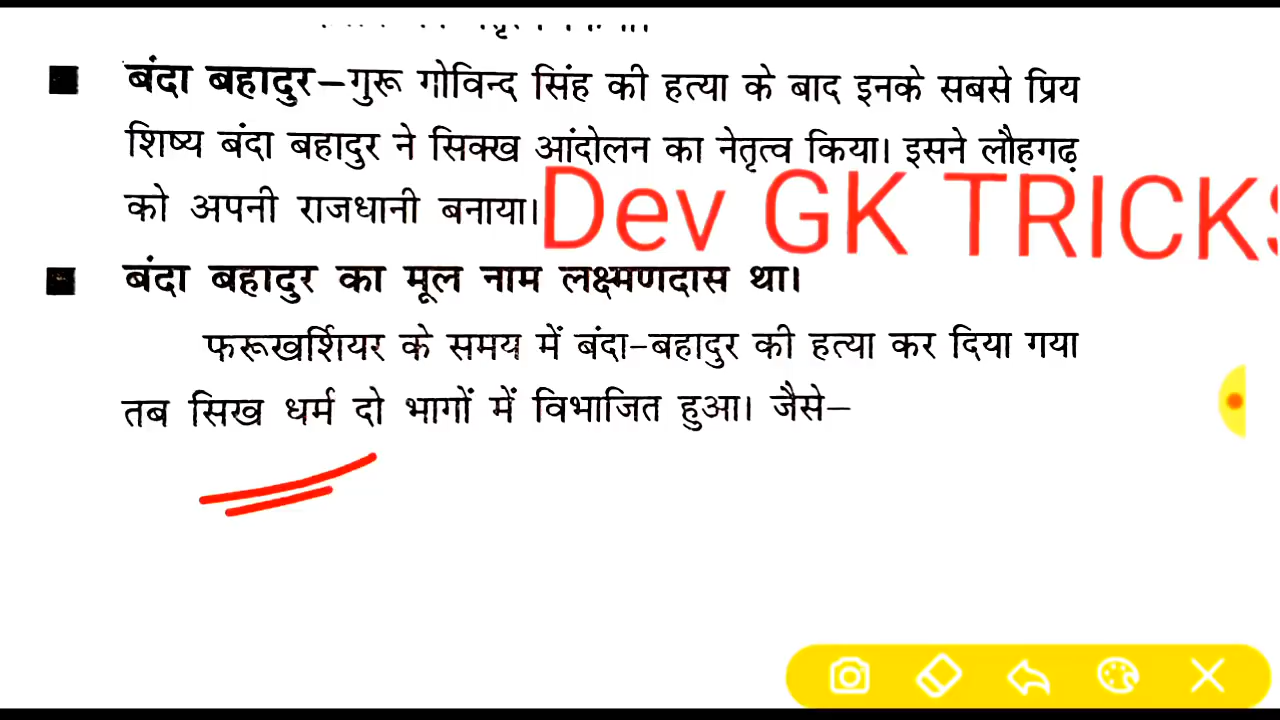 बंदा बहादुर–गुरू गोविन्द सिंह की हत्या के बाद इनके सबसे प्रिय
शिष्य बंदा बहादुर ने सिक्ख आंदोलन का नेतृत्व किया। इसने लौहगढ़
को अपनी राजधानी बनाया।
Dev GK TRICKS
बंदा बहादुर का मूल नाम लक्ष्मणदास था।
फरूखर्शियर के समय में बंदा-बहादुर की हत्या कर दिया गया
तब सिख धर्म दो भागों में विभाजित हुआ। जैसे–